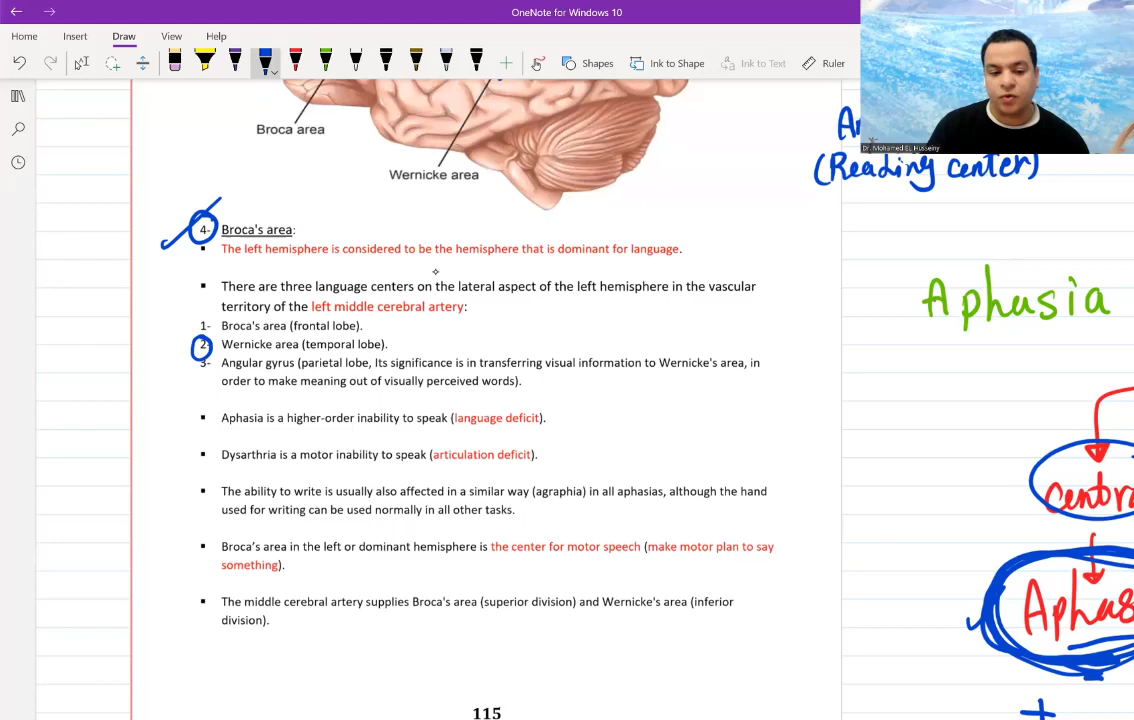 OneNote for Windows 10
Home Insert Draw View Help
Shapes Ink to Shape Ink to Text Ruler
Dr. Mohamed EL Husseiny
Broca area
Wernicke area
(Reading center)
4- Broca's area:
▪ The left hemisphere is considered to be the hemisphere that is dominant for language.
▪ There are three language centers on the lateral aspect of the left hemisphere in the vascular
territory of the left middle cerebral artery:
1- Broca's area (frontal lobe).
2- Wernicke area (temporal lobe).
3- Angular gyrus (parietal lobe, Its significance is in transferring visual information to Wernicke's area, in
order to make meaning out of visually perceived words).
▪ Aphasia is a higher-order inability to speak (language deficit).
▪ Dysarthria is a motor inability to speak (articulation deficit).
▪ The ability to write is usually also affected in a similar way (agraphia) in all aphasias, although the hand
used for writing can be used normally in all other tasks.
▪ Broca's area in the left or dominant hemisphere is the center for motor speech (make motor plan to say
something).
▪ The middle cerebral artery supplies Broca's area (superior division) and Wernicke's area (inferior
division).
115
Aphasia
centr
Aphas
+